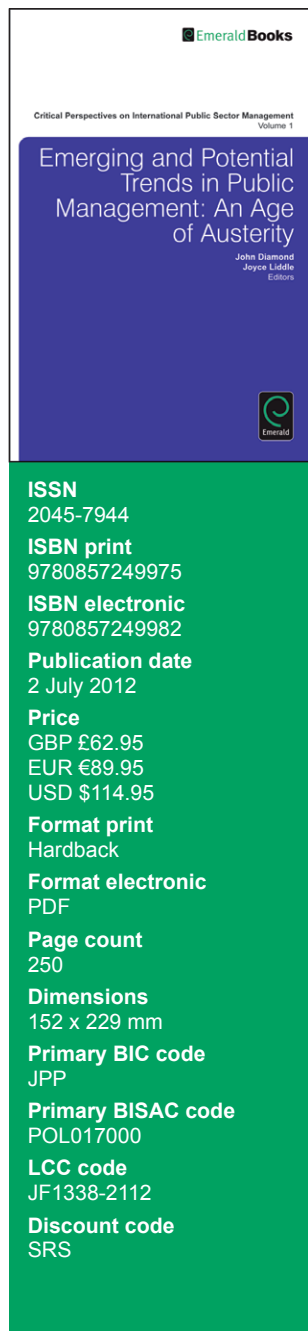 Emerald Books
Critical Perspectives on International Public Sector Management
Volume 1
Emerging and Potential
Trends in Public
Management: An Age
of Austerity
John Diamond
Joyce Liddle
Editors
Emerald
ISSN
2045-7944
ISBN print
9780857249975
ISBN electronic
9780857249982
Publication date
2 July 2012
Price
GBP £62.95
EUR €89.95
USD $114.95
Format print
Hardback
Format electronic
PDF
Page count
250
Dimensions
152 x 229 mm
Primary BIC code
JPP
Primary BISAC code
POL017000
LCC code
JF1338-2112
Discount code
SRS